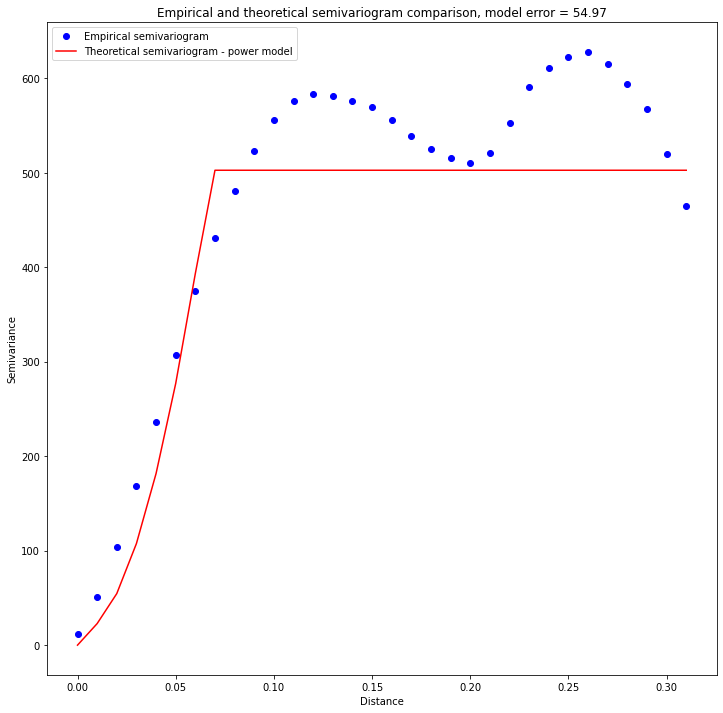 Empirical and theoretical semivariogram comparison, model error = 54.97
Empirical semivariogram
Theoretical semivariogram - power model
600
500
400
300
200
100
0
Semivariance
0.00 0.05 0.10 0.15 0.20 0.25 0.30
Distance